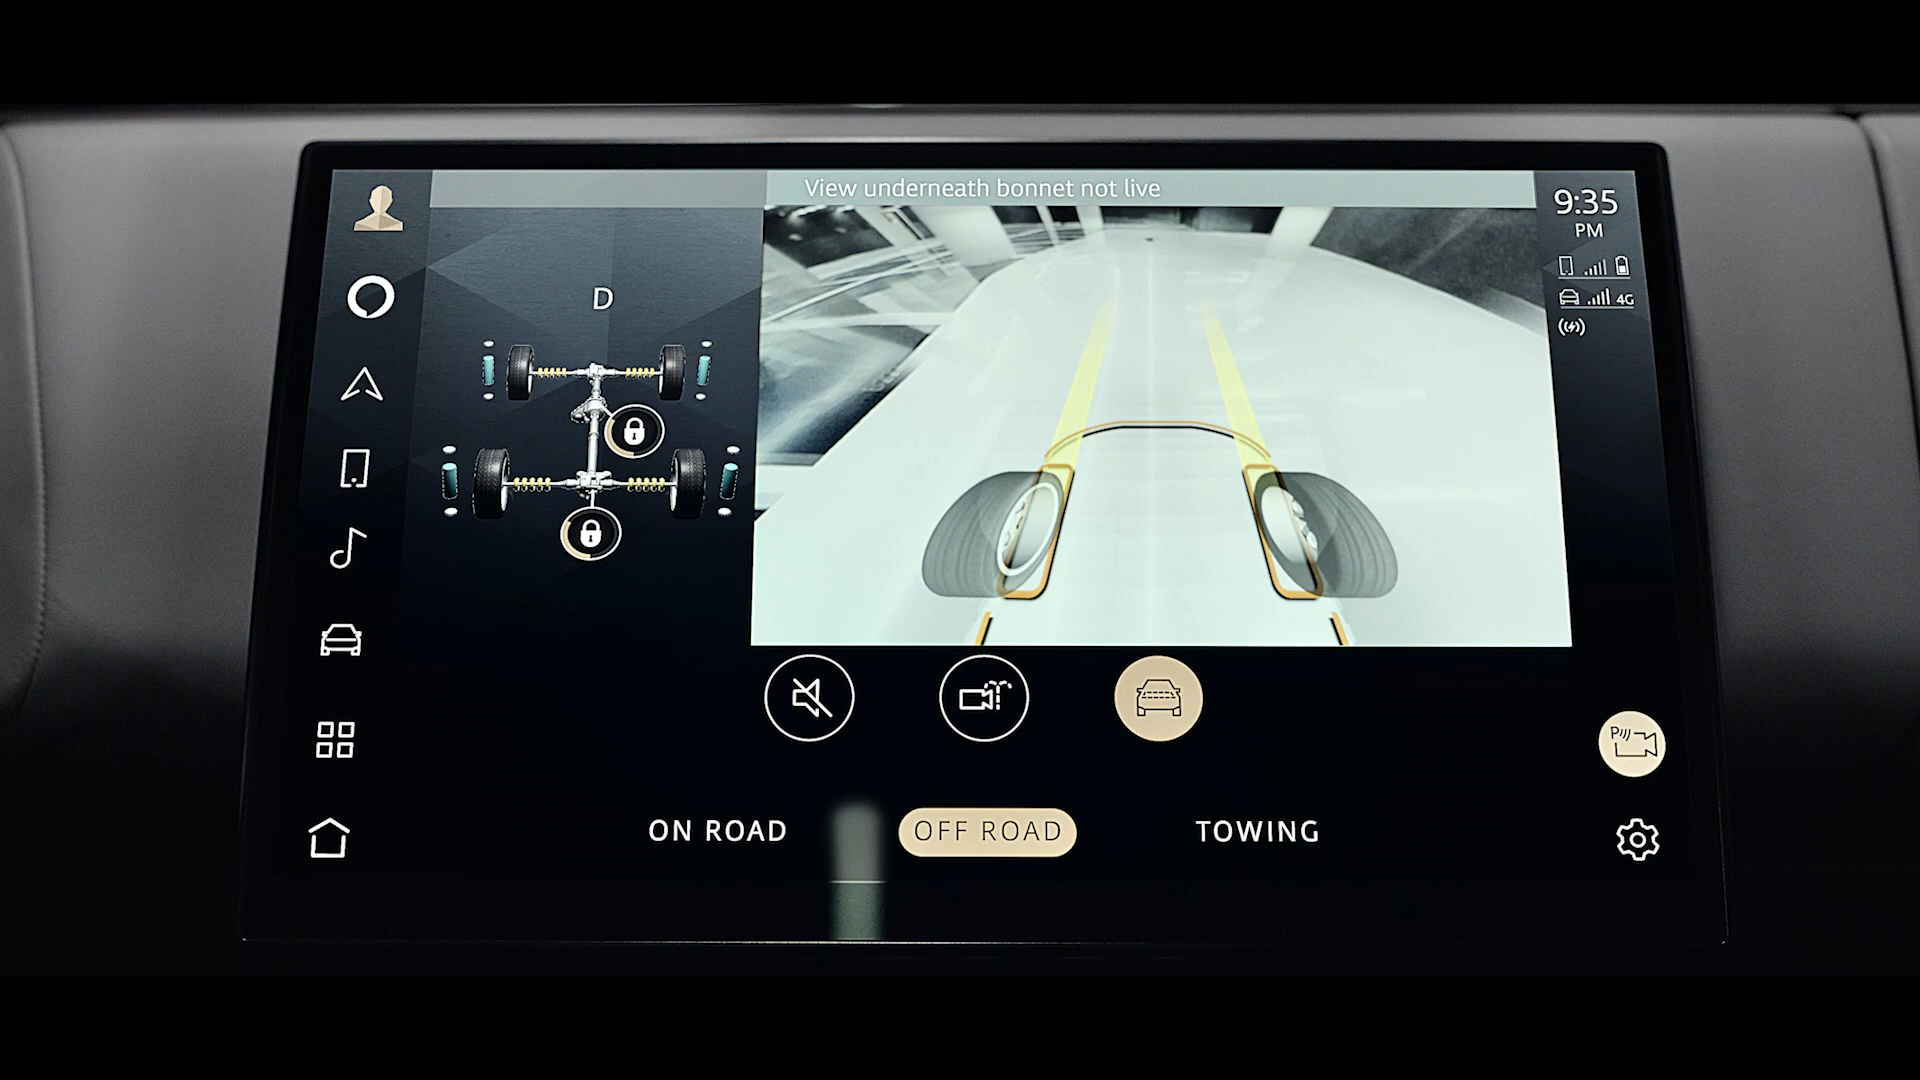 View underneath bonnet not live
9:35
PM
D
4G
P
ON ROAD
OFF ROAD
TOWING